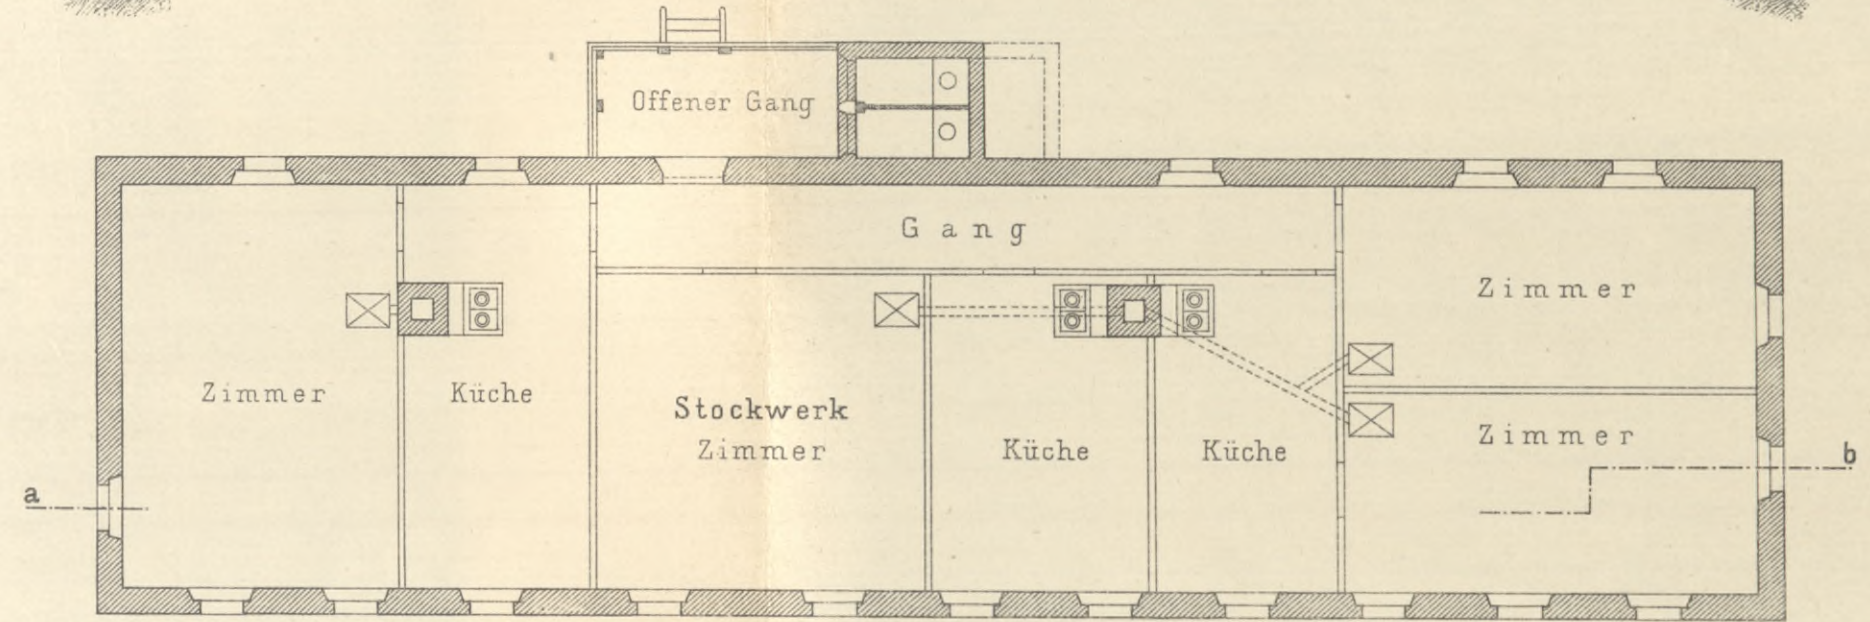 Offener Gang
Gang
Zimmer
Zimmer
Küche
Stockwerk
Zimmer
Küche
Küche
Zimmer
a
b